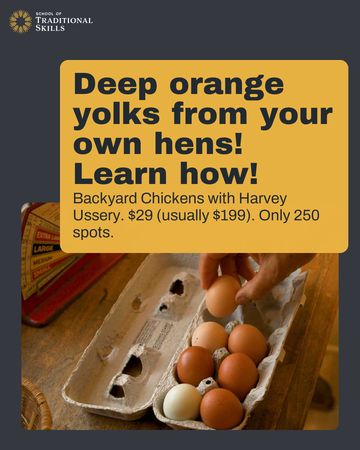 SCHOOL OF
TRADITIONAL
SKILLS
Deep orange
yolks from your
own hens!
Learn how!
Backyard Chickens with Harvey
Ussery. $29 (usually $199). Only 250
spots.
LARGE
MEDIUM